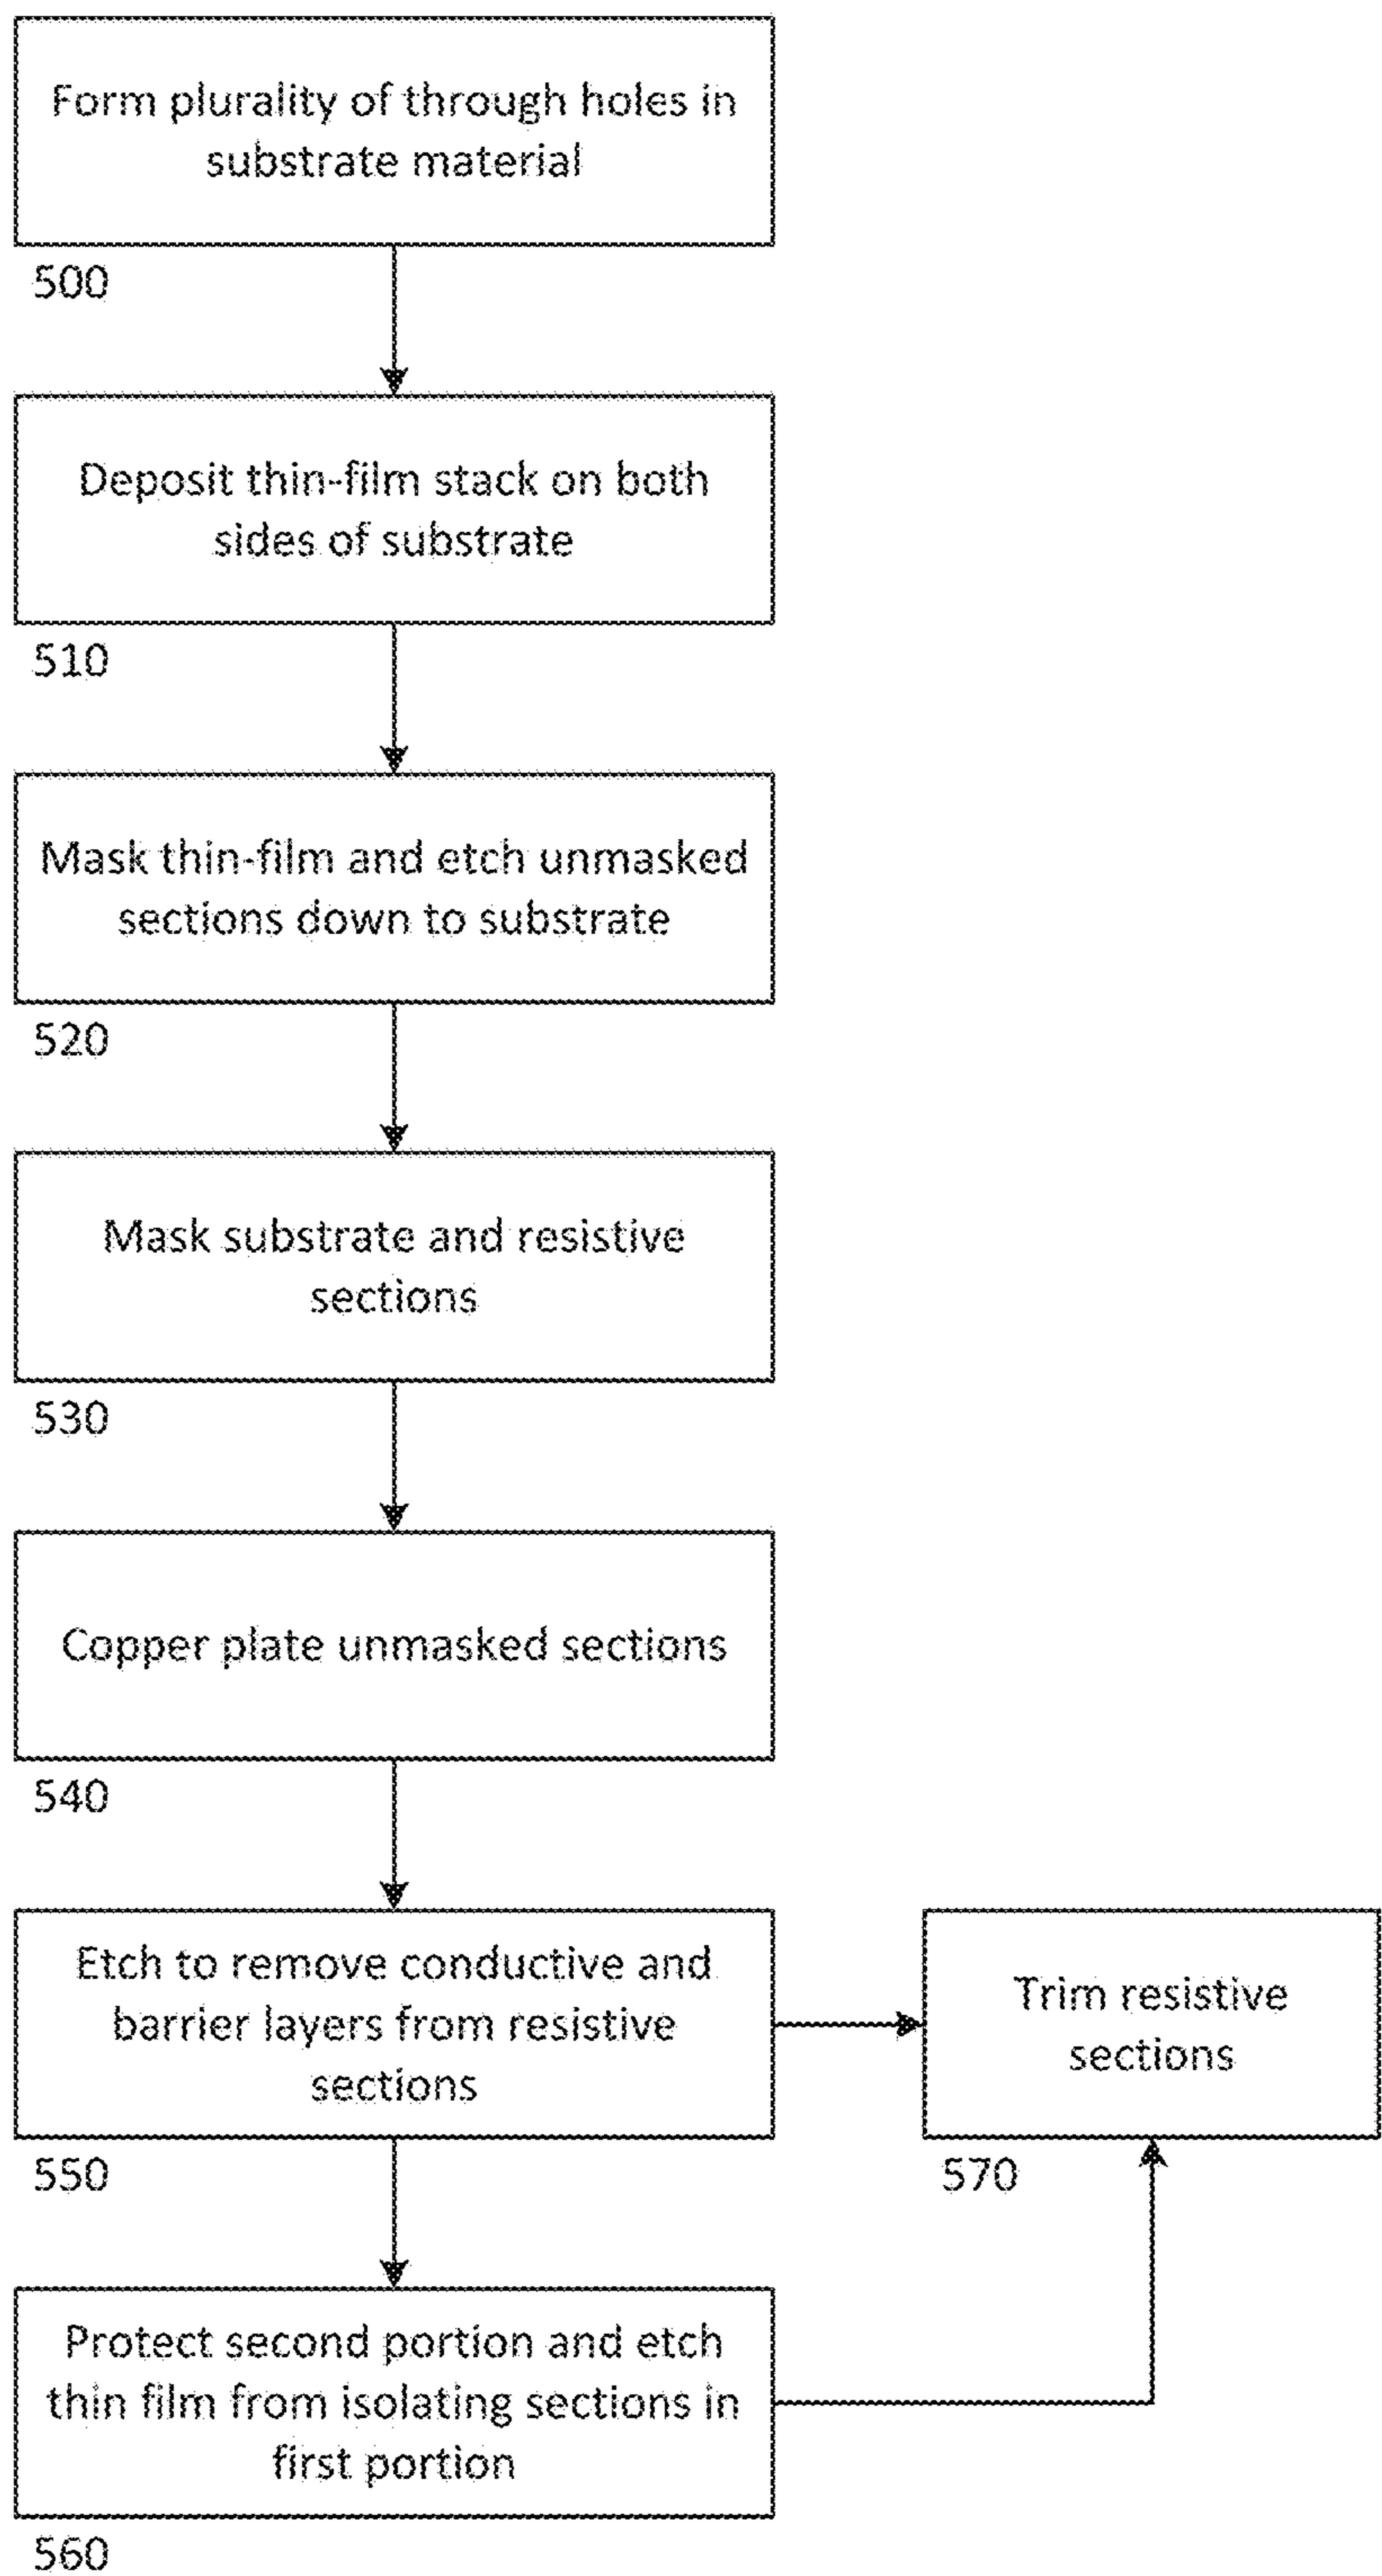 Form plurality of through holes in
substrate material
500
Deposit thin-film stack on both
sides of substrate
510
Mask thin-film and etch unmasked
sections down to substrate
520
Mask substrate and resistive
sections
530
Copper plate unmasked sections
540
Etch to remove conductive and
barrier layers from resistive
sections
550
Trim resistive
sections
570
Protect second portion and etch
thin film from isolating sections in
first portion
560